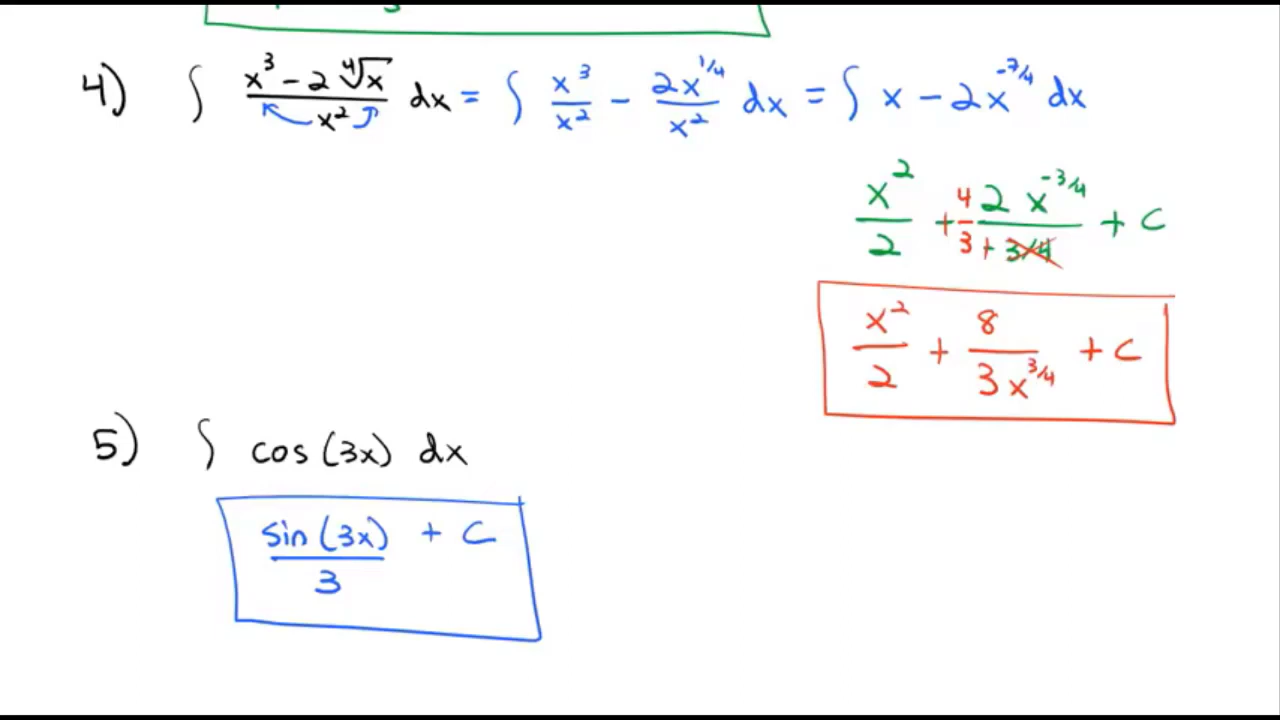 4) ∫ (x³ − 2 ∜x) / x² dx = ∫ x³/x² − 2x^(1/4)/x² dx = ∫ x − 2x^(-7/4) dx
x²/2 + 4/3 2x^(-3/4) / + 3/4 + C
x²/2 + 8/(3x^(3/4)) + C
5) ∫ cos(3x) dx
sin(3x)/3 + C